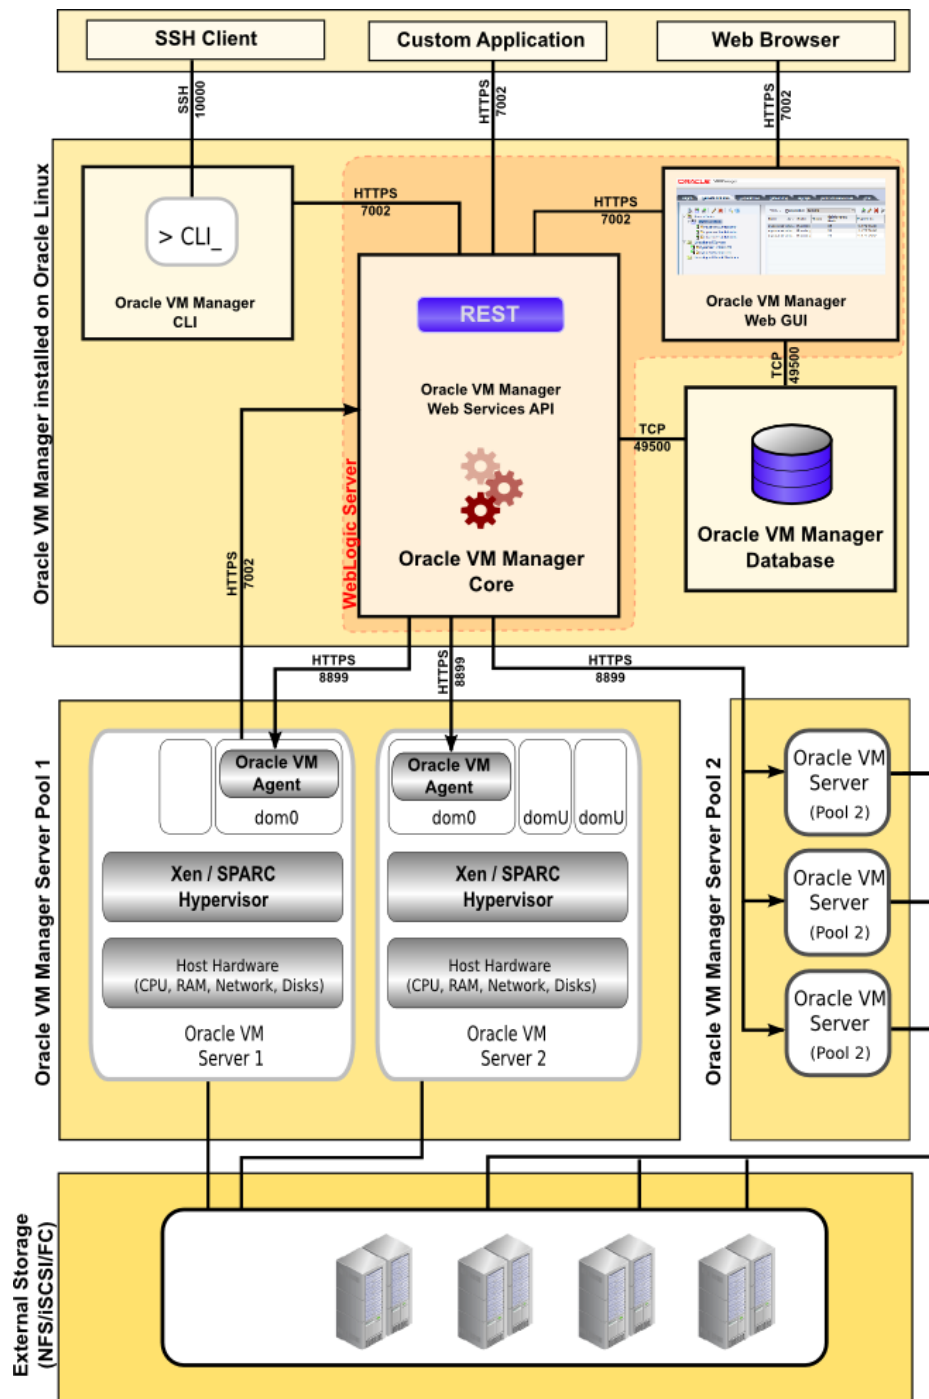 SSH Client
Custom Application
Web Browser
SSH
10000
HTTPS
7002
HTTPS
7002
Oracle VM Manager installed on Oracle Linux
> CLI_
Oracle VM Manager
CLI
HTTPS
7002
HTTPS
7002
ORACLE
Oracle VM Manager
Web GUI
REST
Oracle VM Manager
Web Services API
TCP
49500
TCP
49500
WebLogic Server
Oracle VM Manager
Core
Oracle VM Manager
Database
HTTPS
7002
HTTPS
8899
HTTPS
8899
HTTPS
8899
Oracle VM Manager Server Pool 1
Oracle VM
Agent
dom0
Xen / SPARC
Hypervisor
Host Hardware
(CPU, RAM, Network, Disks)
Oracle VM
Server 1
Oracle VM
Agent
dom0
domU
domU
Xen / SPARC
Hypervisor
Host Hardware
(CPU, RAM, Network, Disks)
Oracle VM
Server 2
Oracle VM Manager Server Pool 2
Oracle VM
Server
(Pool 2)
Oracle VM
Server
(Pool 2)
Oracle VM
Server
(Pool 2)
External Storage
(NFS/iSCSI/FC)